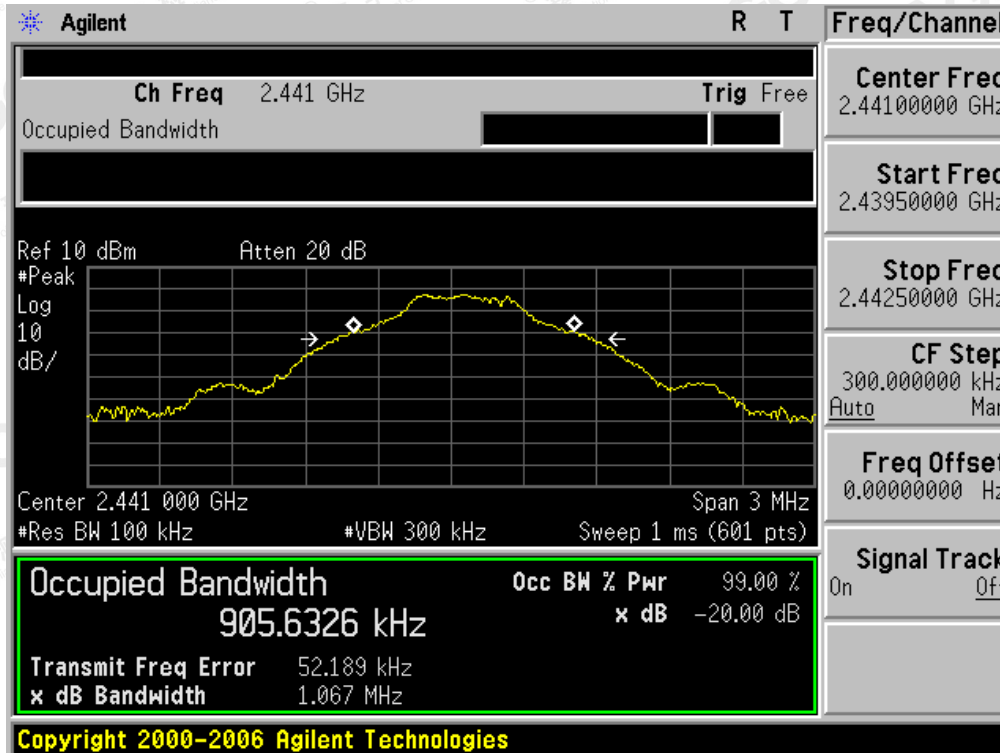 Agilent R T Freq/Channel
Ch Freq 2.441 GHz Trig Free
Occupied Bandwidth
Center Freq
2.44100000 GHz
Start Freq
2.43950000 GHz
Stop Freq
2.44250000 GHz
CF Step
300.000000 kHz
Auto Man
Freq Offset
0.00000000 Hz
Signal Track
On Off
Ref 10 dBm Atten 20 dB
#Peak
Log
10
dB/
Center 2.441 000 GHz Span 3 MHz
#Res BW 100 kHz #VBW 300 kHz Sweep 1 ms (601 pts)
Occupied Bandwidth
905.6326 kHz
Occ BW % Pwr 99.00 %
x dB -20.00 dB
Transmit Freq Error 52.189 kHz
x dB Bandwidth 1.067 MHz
Copyright 2000-2006 Agilent Technologies